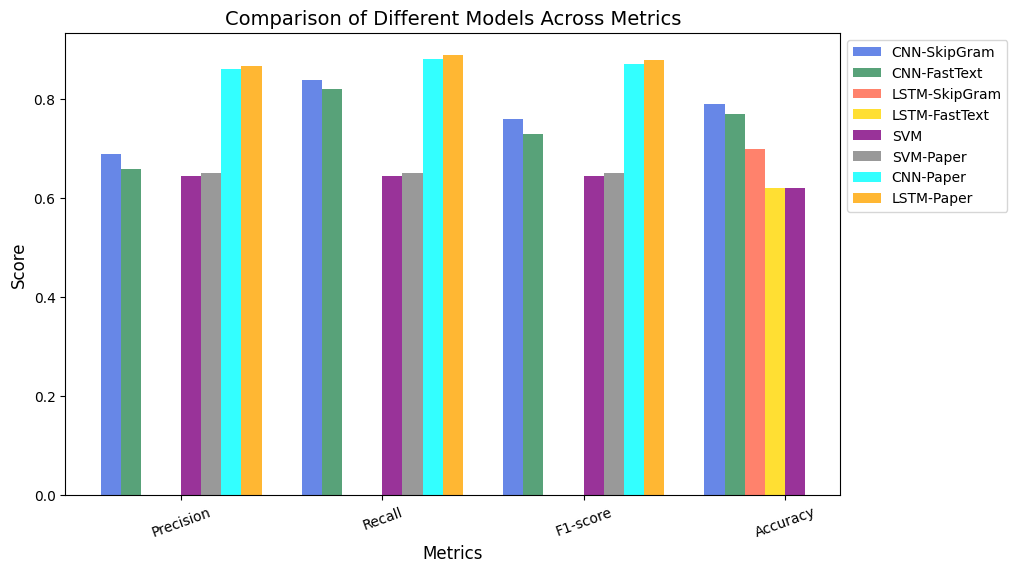 Comparison of Different Models Across Metrics
CNN-SkipGram
CNN-FastText
LSTM-SkipGram
LSTM-FastText
SVM
SVM-Paper
CNN-Paper
LSTM-Paper
Score
0.8
0.6
0.4
0.2
0.0
Precision
Recall
F1-score
Accuracy
Metrics